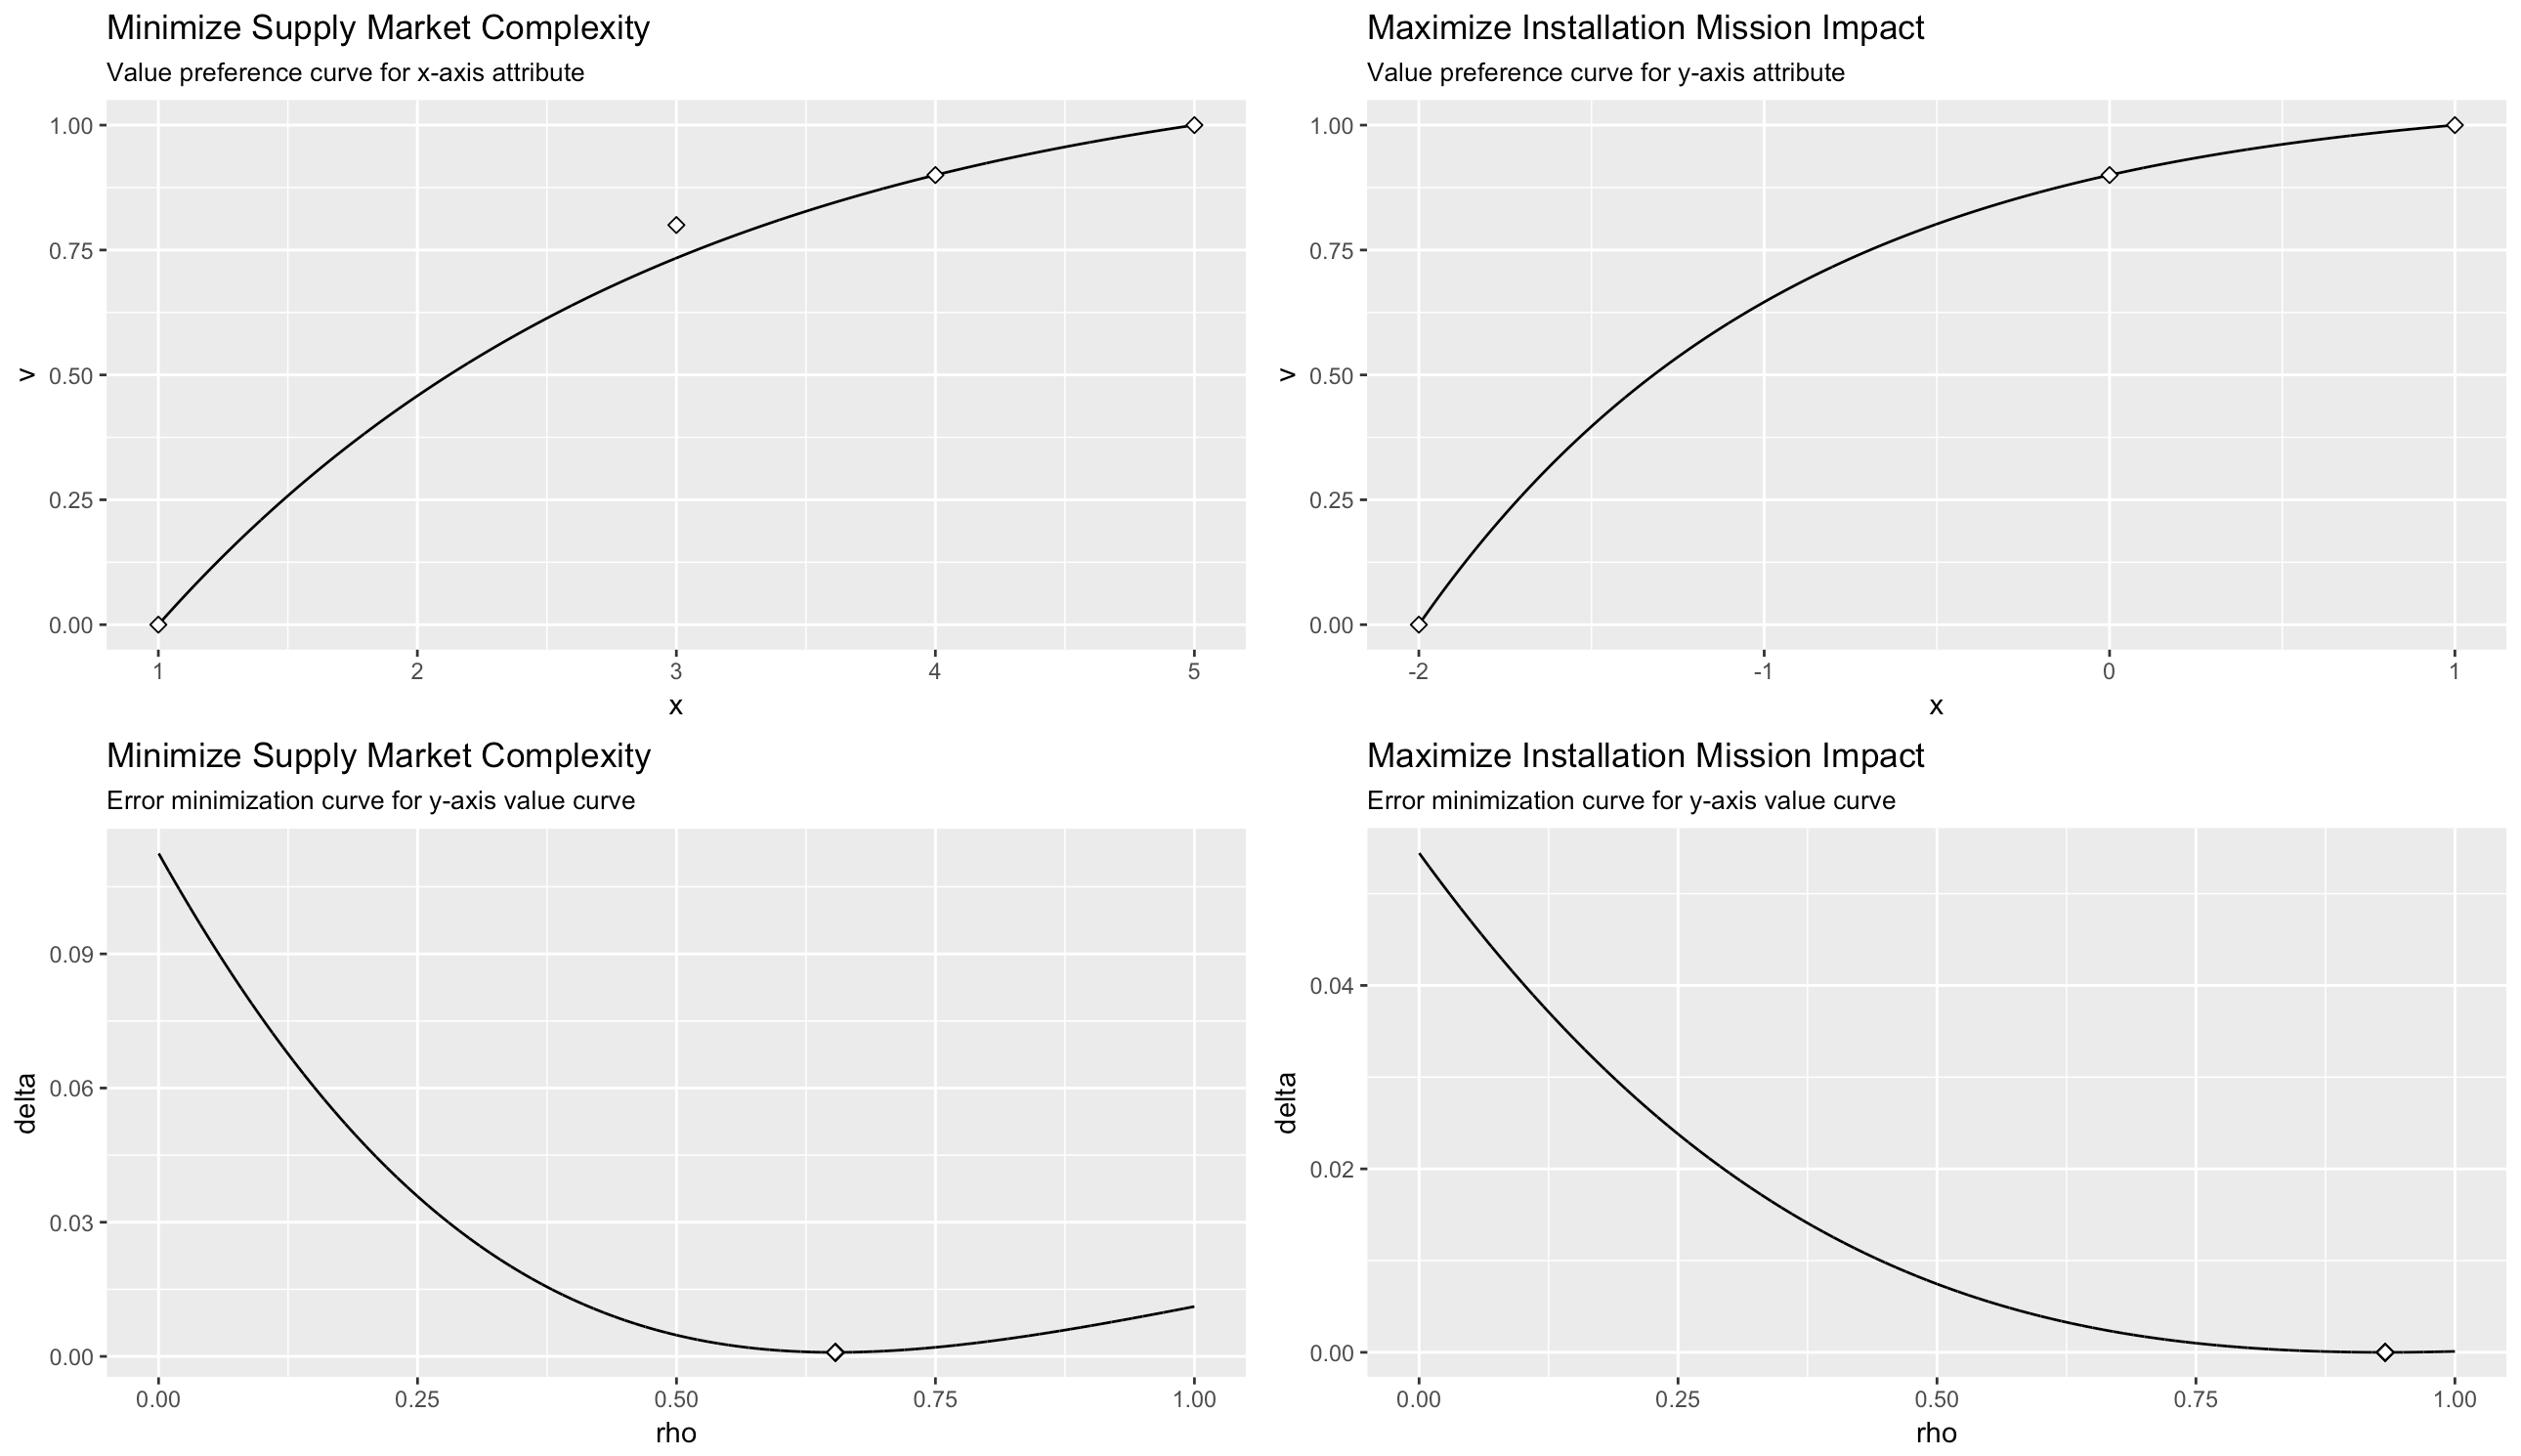 Minimize Supply Market Complexity
Value preference curve for x-axis attribute
1.00
0.75
0.50
0.25
0.00
v
1 2 3 4 5
x
Maximize Installation Mission Impact
Value preference curve for y-axis attribute
1.00
0.75
0.50
0.25
0.00
v
-2 -1 0 1
x
Minimize Supply Market Complexity
Error minimization curve for y-axis value curve
0.09
0.06
0.03
0.00
delta
0.00 0.25 0.50 0.75 1.00
rho
Maximize Installation Mission Impact
Error minimization curve for y-axis value curve
0.04
0.02
0.00
delta
0.00 0.25 0.50 0.75 1.00
rho